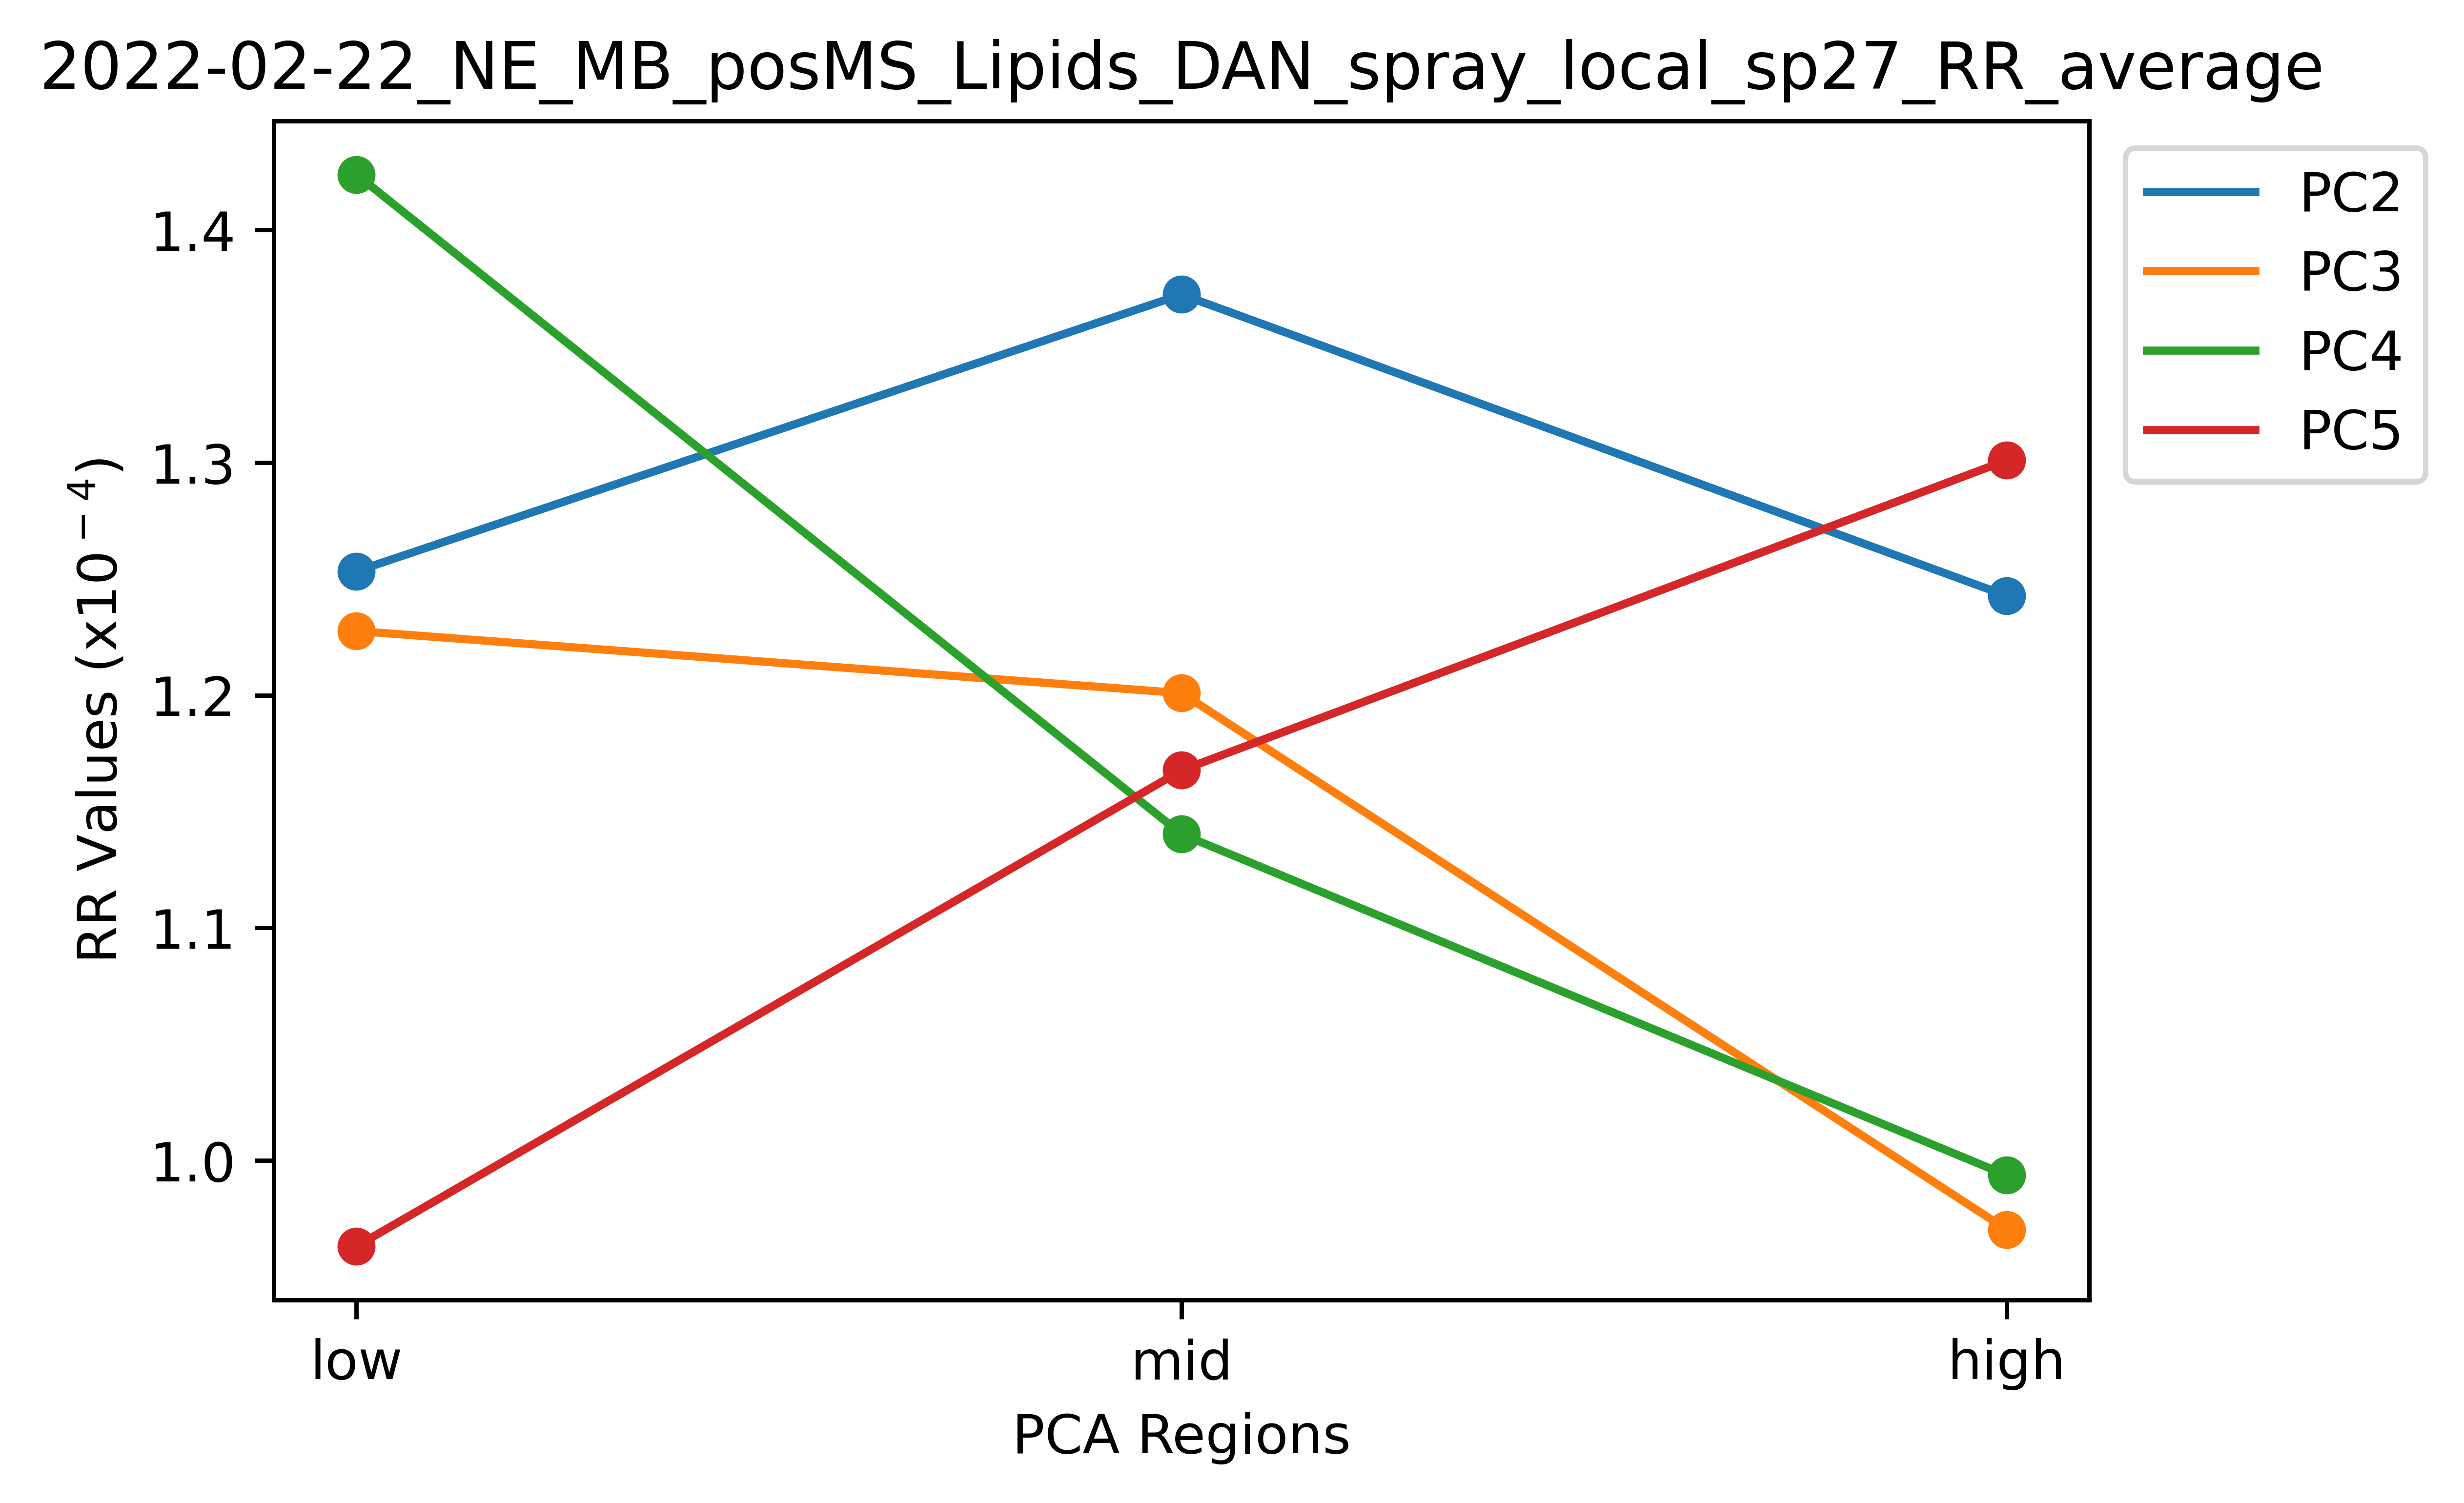 2022-02-22_NE_MB_posMS_Lipids_DAN_spray_local_sp27_RR_average
RR Values (x10⁻⁴)
1.4
1.3
1.2
1.1
1.0
low mid high
PCA Regions
PC2
PC3
PC4
PC5